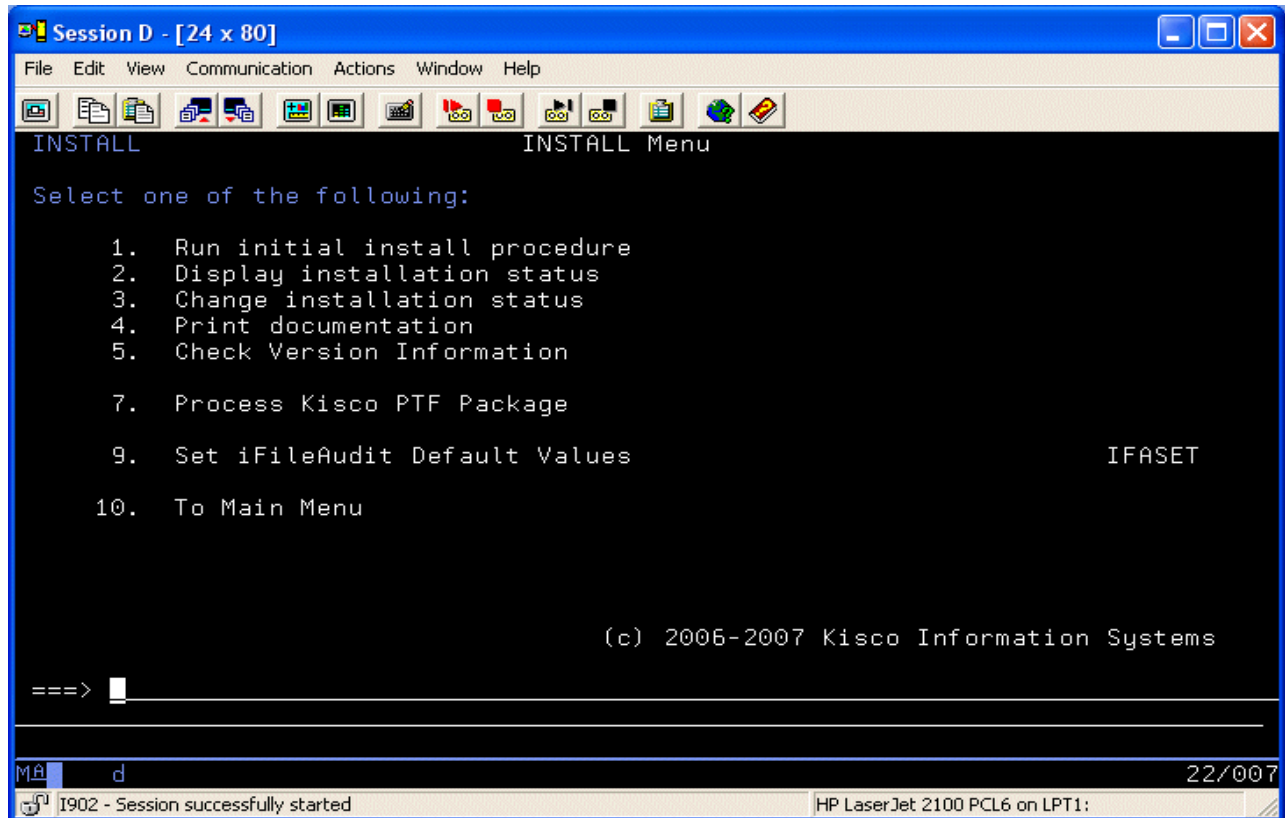 Session D - [24 x 80]
File Edit View Communication Actions Window Help
INSTALL INSTALL Menu
Select one of the following:
1. Run initial install procedure
2. Display installation status
3. Change installation status
4. Print documentation
5. Check Version Information
7. Process Kisco PTF Package
9. Set iFileAudit Default Values IFASET
10. To Main Menu
(c) 2006-2007 Kisco Information Systems
===>
MA d 22/007
I902 - Session successfully started HP LaserJet 2100 PCL6 on LPT1: